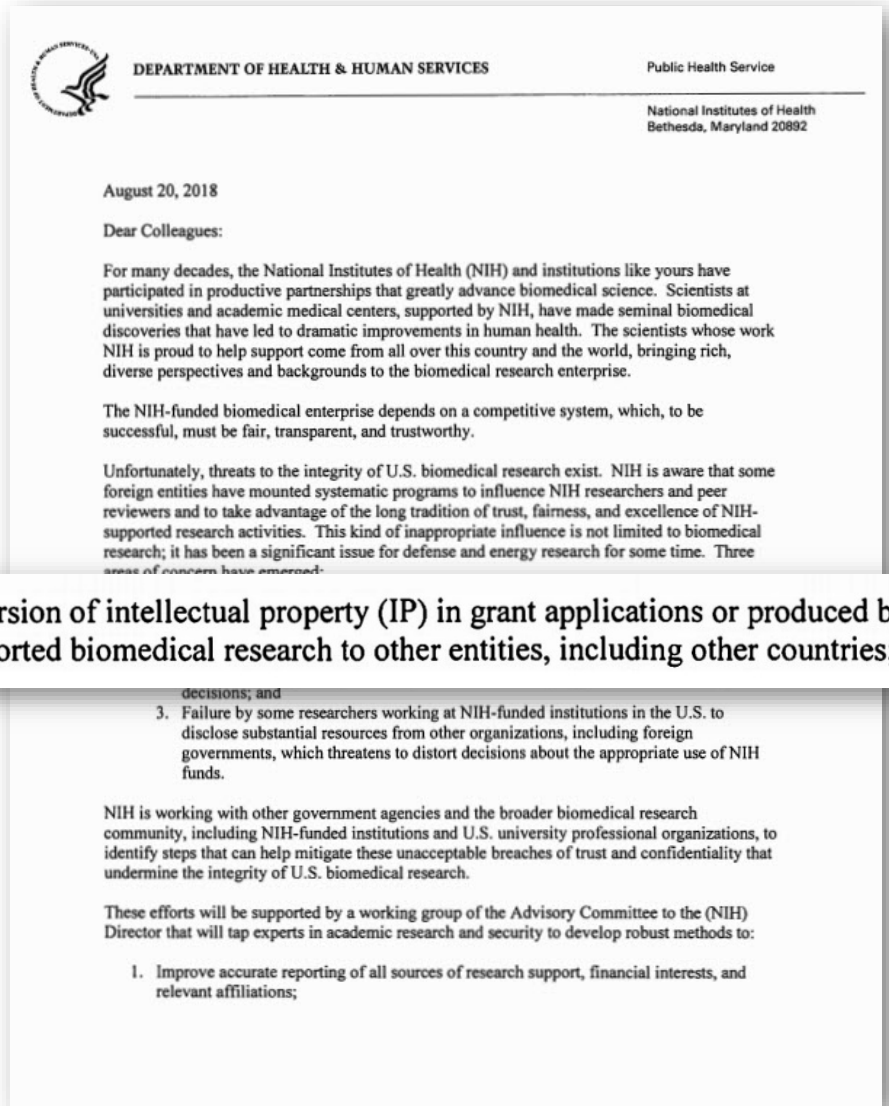 DEPARTMENT OF HEALTH & HUMAN SERVICES
Public Health Service
National Institutes of Health
Bethesda, Maryland 20892
August 20, 2018
Dear Colleagues:
For many decades, the National Institutes of Health (NIH) and institutions like yours have
participated in productive partnerships that greatly advance biomedical science. Scientists at
universities and academic medical centers, supported by NIH, have made seminal biomedical
discoveries that have led to dramatic improvements in human health. The scientists whose work
NIH is proud to help support come from all over this country and the world, bringing rich,
diverse perspectives and backgrounds to the biomedical research enterprise.
The NIH-funded biomedical enterprise depends on a competitive system, which, to be
successful, must be fair, transparent, and trustworthy.
Unfortunately, threats to the integrity of U.S. biomedical research exist. NIH is aware that some
foreign entities have mounted systematic programs to influence NIH researchers and peer
reviewers and to take advantage of the long tradition of trust, fairness, and excellence of NIH-
supported research activities. This kind of inappropriate influence is not limited to biomedical
research; it has been a significant issue for defense and energy research for some time. Three
areas of concern have emerged:
rsion of intellectual property (IP) in grant applications or produced b
orted biomedical research to other entities, including other countries;
decisions; and
3. Failure by some researchers working at NIH-funded institutions in the U.S. to
disclose substantial resources from other organizations, including foreign
governments, which threatens to distort decisions about the appropriate use of NIH
funds.
NIH is working with other government agencies and the broader biomedical research
community, including NIH-funded institutions and U.S. university professional organizations, to
identify steps that can help mitigate these unacceptable breaches of trust and confidentiality that
undermine the integrity of U.S. biomedical research.
These efforts will be supported by a working group of the Advisory Committee to the (NIH)
Director that will tap experts in academic research and security to develop robust methods to:
1. Improve accurate reporting of all sources of research support, financial interests, and
relevant affiliations;